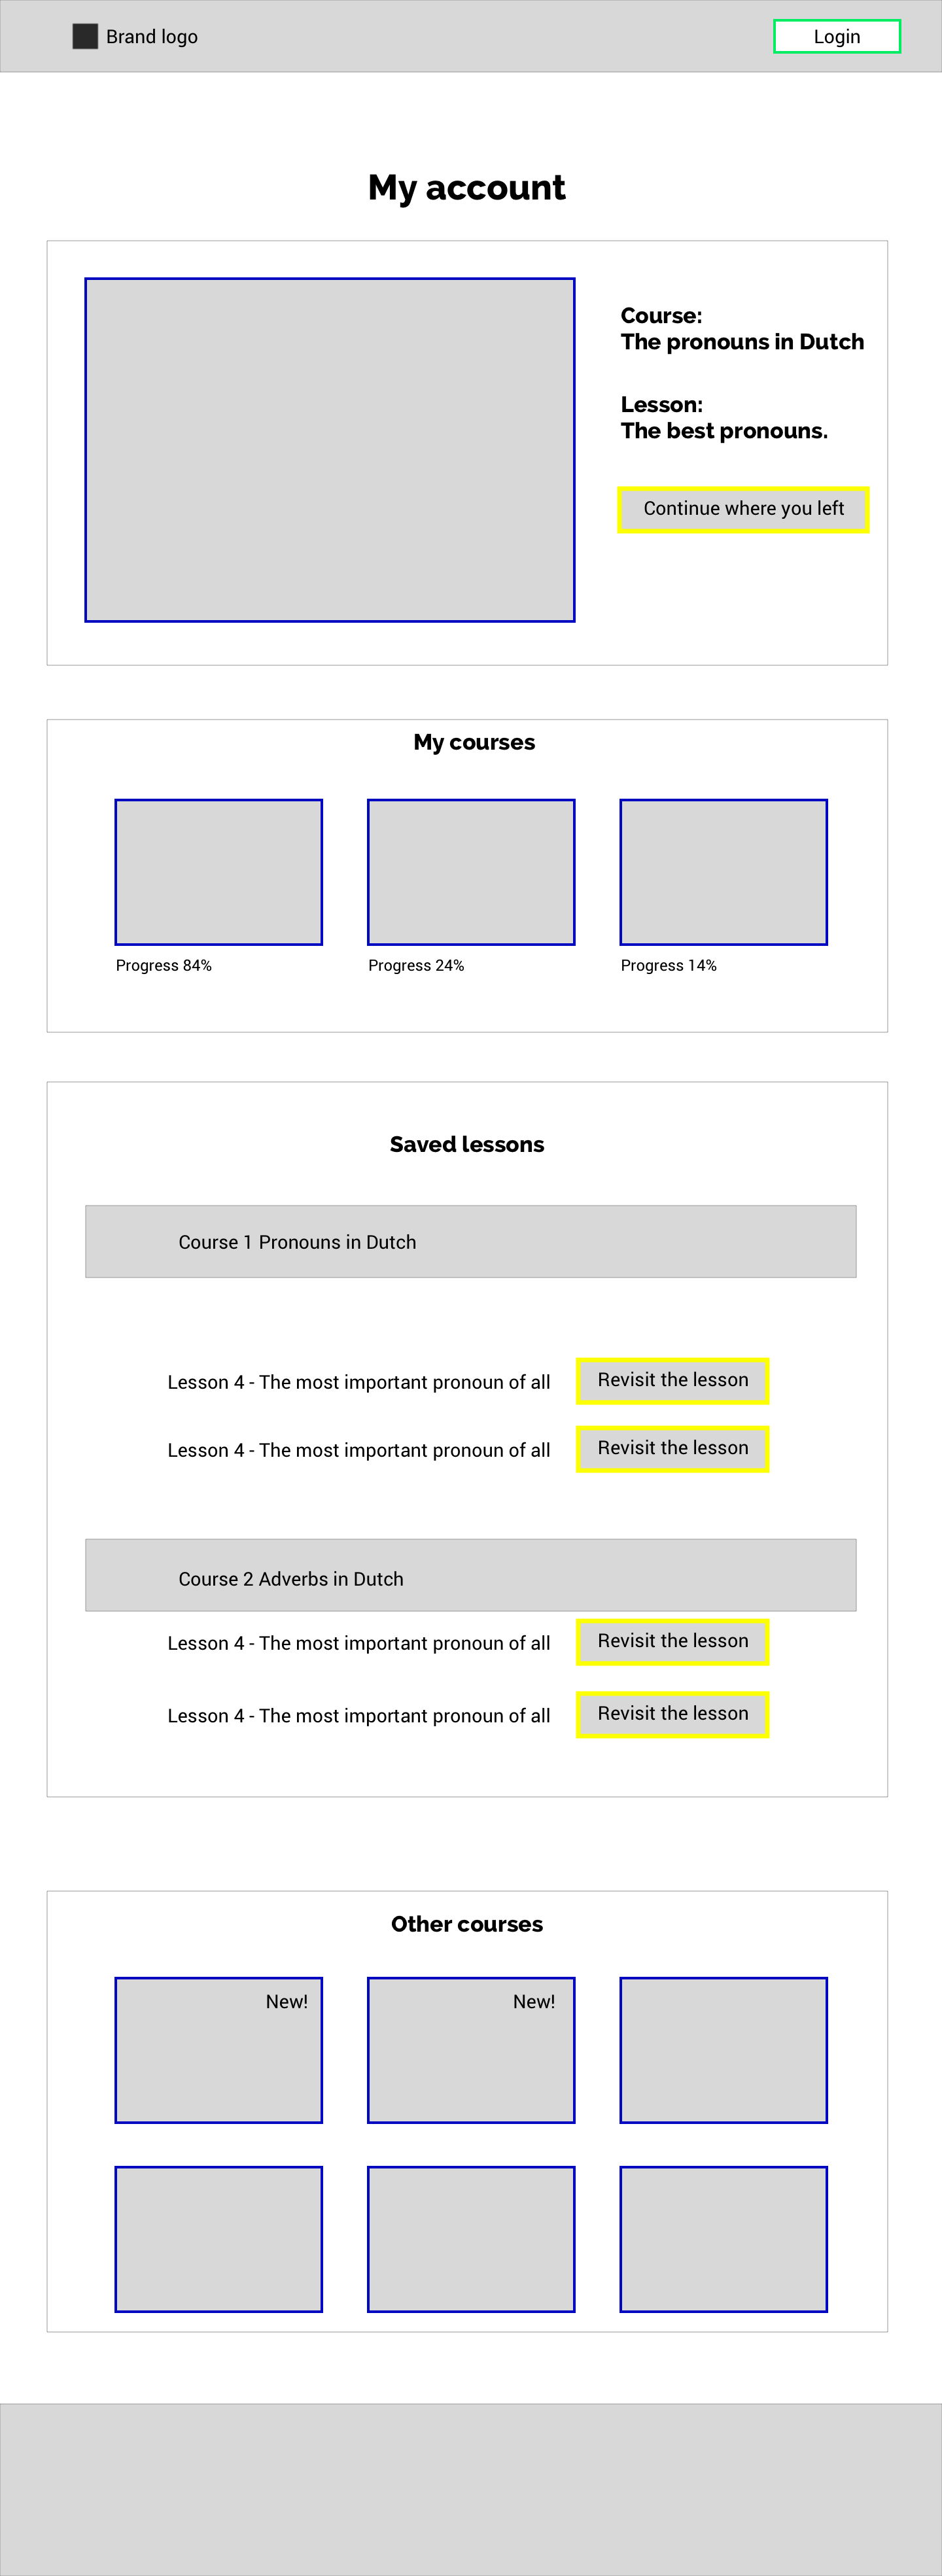 Brand logo
Login
My account
Course:
The pronouns in Dutch
Lesson:
The best pronouns.
Continue where you left
My courses
Progress 84%
Progress 24%
Progress 14%
Saved lessons
Course 1 Pronouns in Dutch
Lesson 4 - The most important pronoun of all
Revisit the lesson
Lesson 4 - The most important pronoun of all
Revisit the lesson
Course 2 Adverbs in Dutch
Lesson 4 - The most important pronoun of all
Revisit the lesson
Lesson 4 - The most important pronoun of all
Revisit the lesson
Other courses
New!
New!